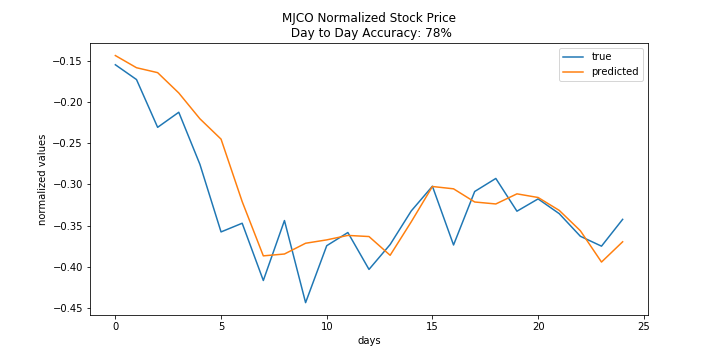 MJCO Normalized Stock Price
Day to Day Accuracy: 78%
true
predicted
normalized values
−0.15
−0.20
−0.25
−0.30
−0.35
−0.40
−0.45
0
5
10
15
20
25
days